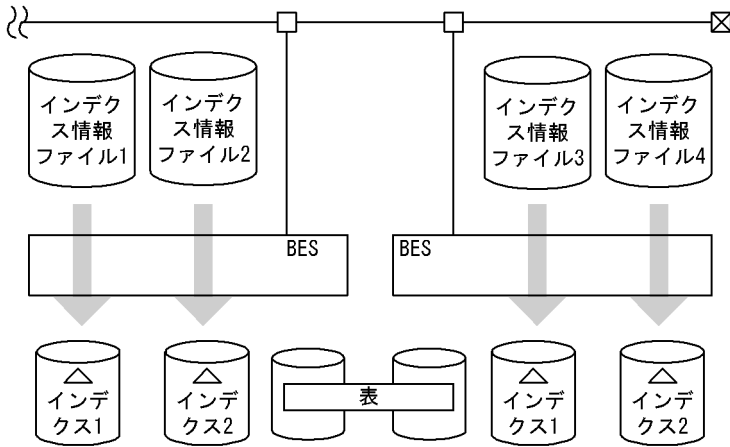 インデク
ス情報
ファイル1
インデク
ス情報
ファイル2
インデク
ス情報
ファイル3
インデク
ス情報
ファイル4
BES
BES
インデ
クス1
インデ
クス2
表
インデ
クス1
インデ
クス2